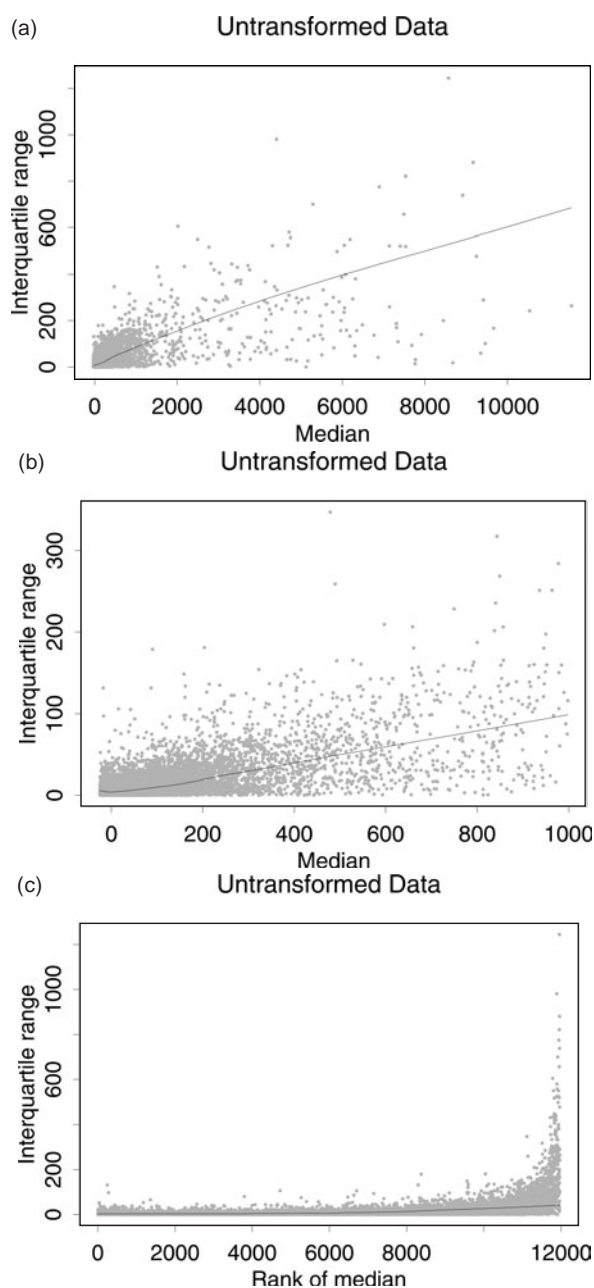 (a)
Untransformed Data
Interquartile range
0 200 600 1000
0 2000 4000 6000 8000 10000
Median
(b)
Untransformed Data
Interquartile range
0 100 200 300
0 200 400 600 800 1000
Median
(c)
Untransformed Data
Interquartile range
0 200 600 1000
0 2000 4000 6000 8000 12000
Rank of median